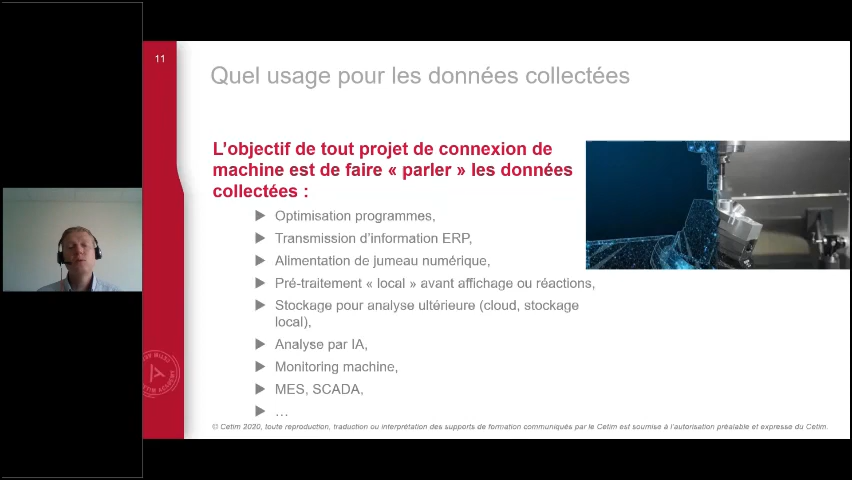 11
Quel usage pour les données collectées
L'objectif de tout projet de connexion de
machine est de faire « parler » les données
collectées :
Optimisation programmes,
Transmission d'information ERP,
Alimentation de jumeau numérique,
Pré-traitement « local » avant affichage ou réactions,
Stockage pour analyse ultérieure (cloud, stockage
local),
Analyse par IA,
Monitoring machine,
MES, SCADA,
…
© Cetim 2020, toute reproduction, traduction ou interprétation des supports de formation communiqués par le Cetim est soumise à l'autorisation préalable et expresse du Cetim.